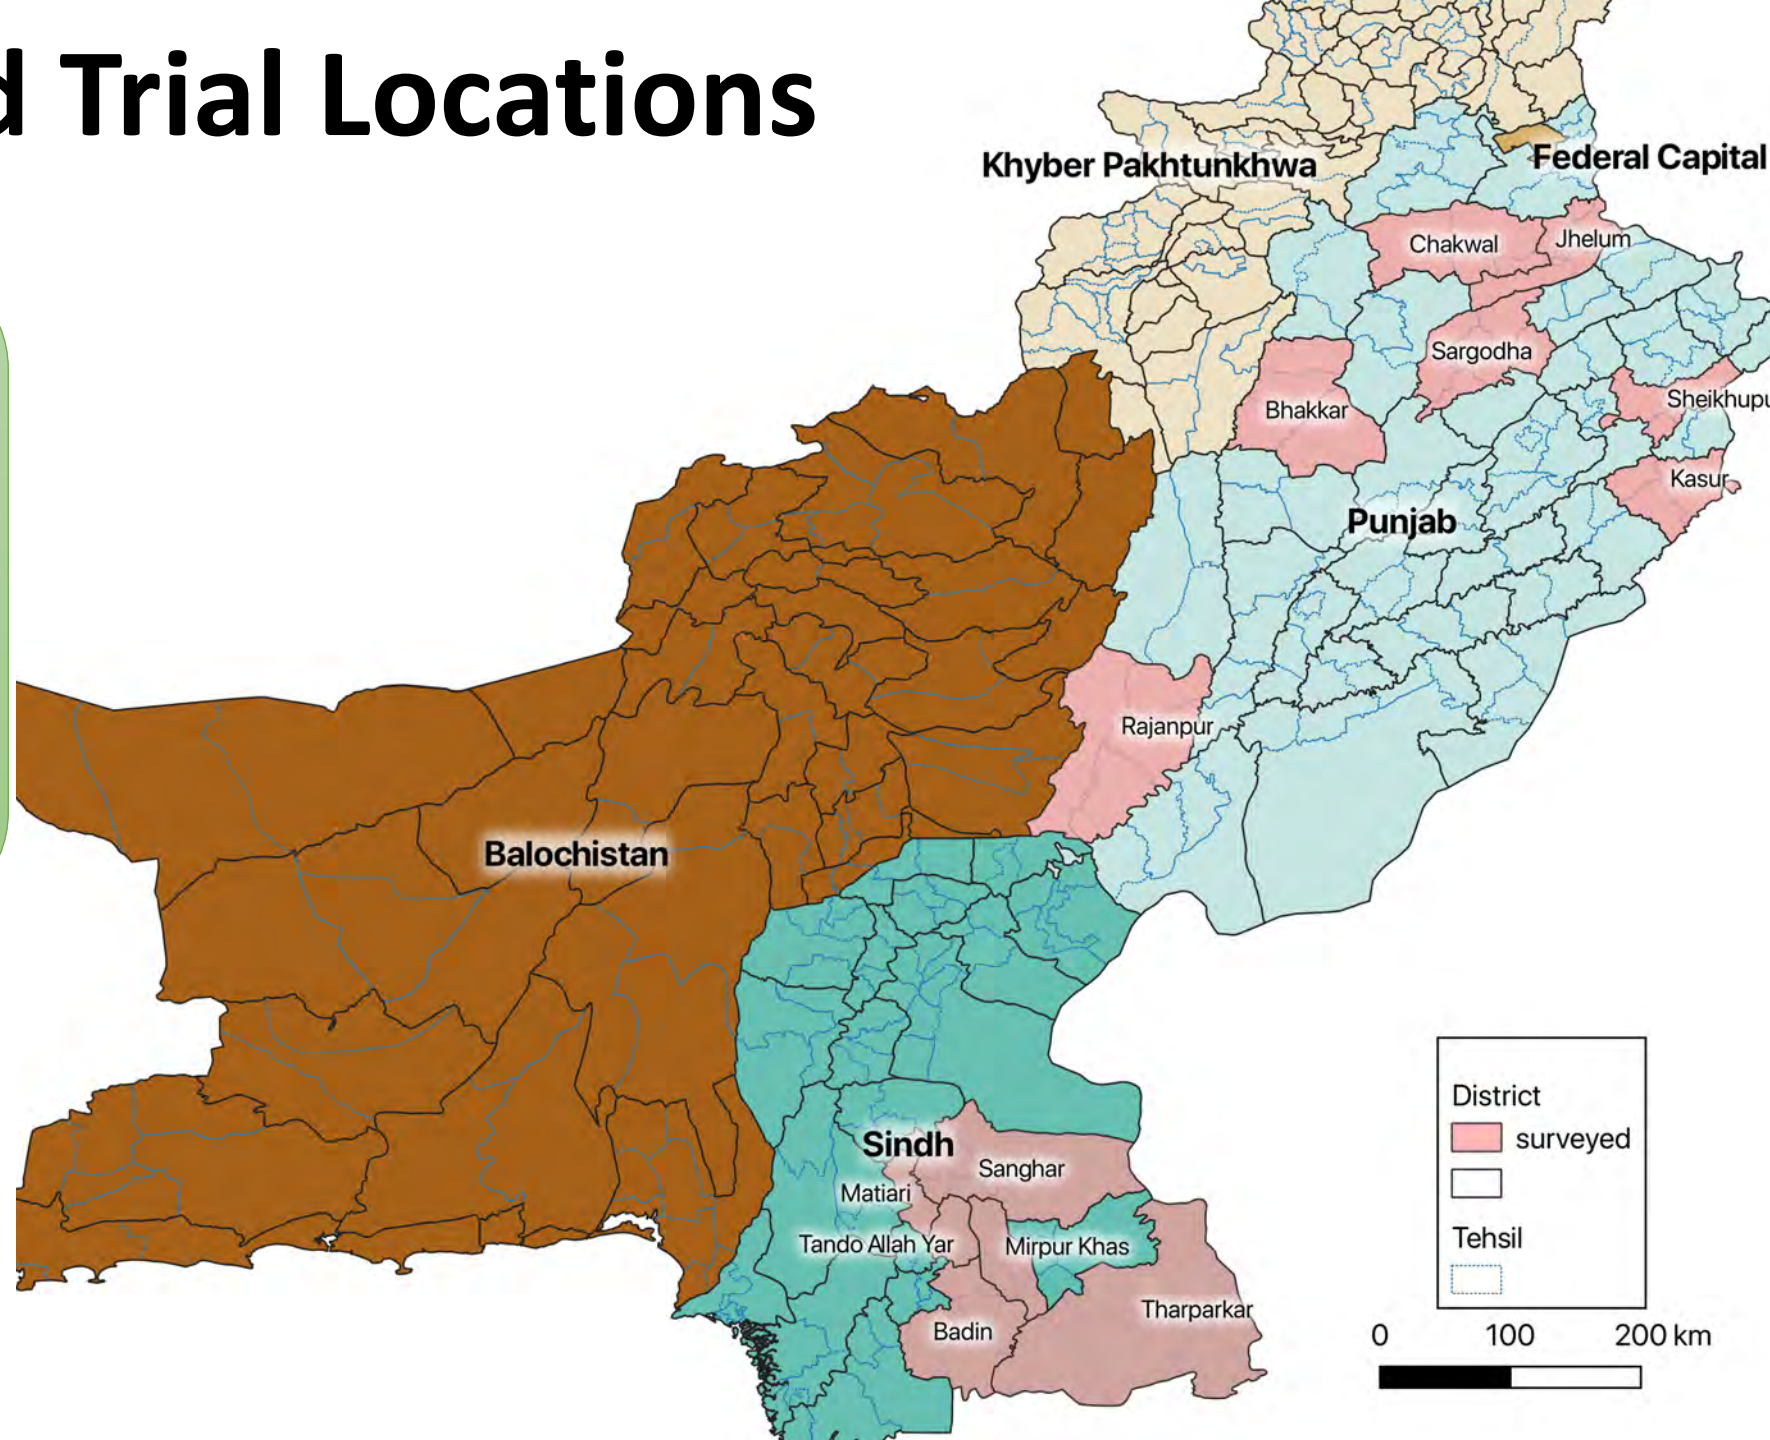 d Trial Locations
Khyber Pakhtunkhwa
Federal Capital
Chakwal
Jhelum
Sargodha
Bhakkar
Sheikhupu
Kasur
Punjab
Rajanpur
Balochistan
Sindh
Sanghar
Matiari
Tando Allah Yar
Mirpur Khas
Tharparkar
Badin
District
surveyed
Tehsil
0 100 200 km